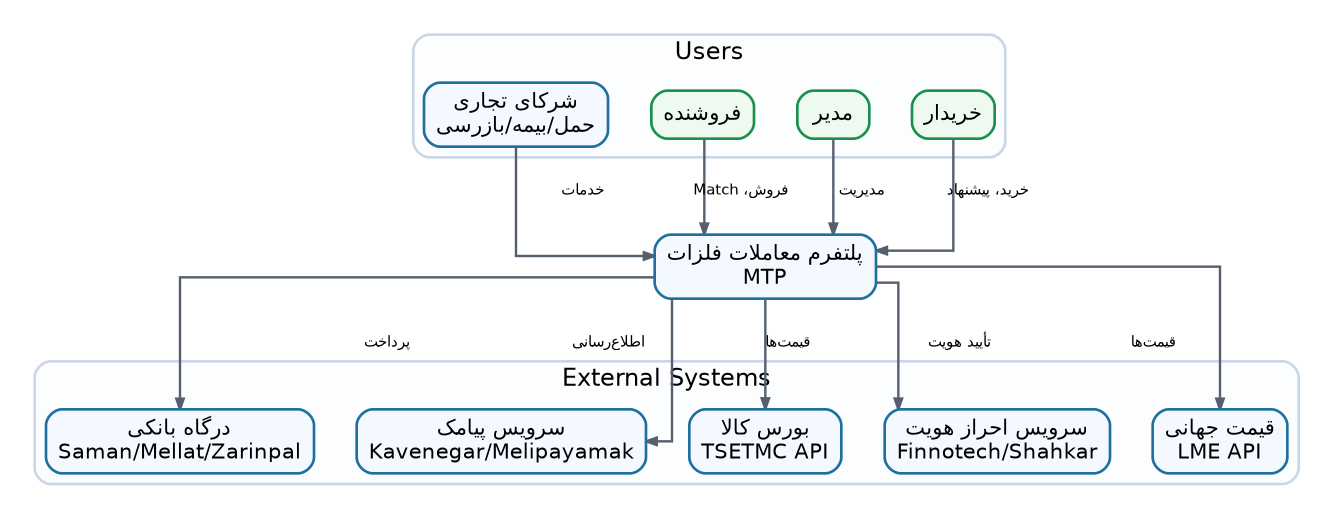 Users
شرکای تجاری
حمل/بیمه/بازرسی
فروشنده
مدیر
خریدار
خدمات
فروش، Match
مدیریت
خرید، پیشنهاد
پلتفرم معاملات فلزات
MTP
پرداخت
اطلاع‌رسانی
قیمت‌ها
تأیید هویت
قیمت‌ها
External Systems
درگاه بانکی
Saman/Mellat/Zarinpal
سرویس پیامک
Kavenegar/Melipayamak
بورس کالا
TSETMC API
سرویس احراز هویت
Finnotech/Shahkar
قیمت جهانی
LME API